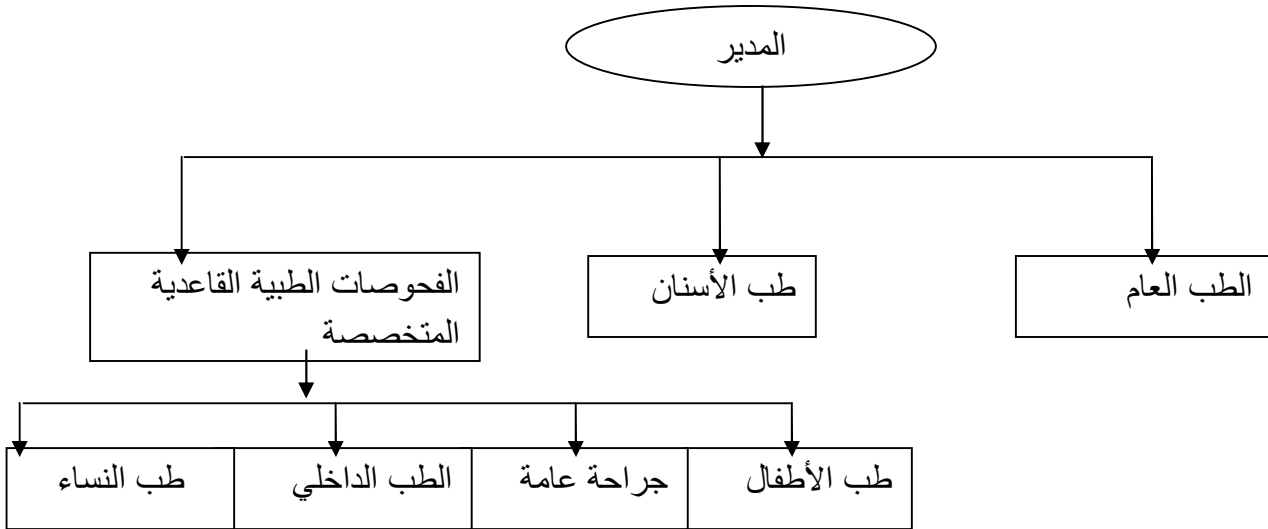 المدير
الطب العام
طب الأسنان
الفحوصات الطبية القاعدية
المتخصصة
طب الأطفال
جراحة عامة
الطب الداخلي
طب النساء